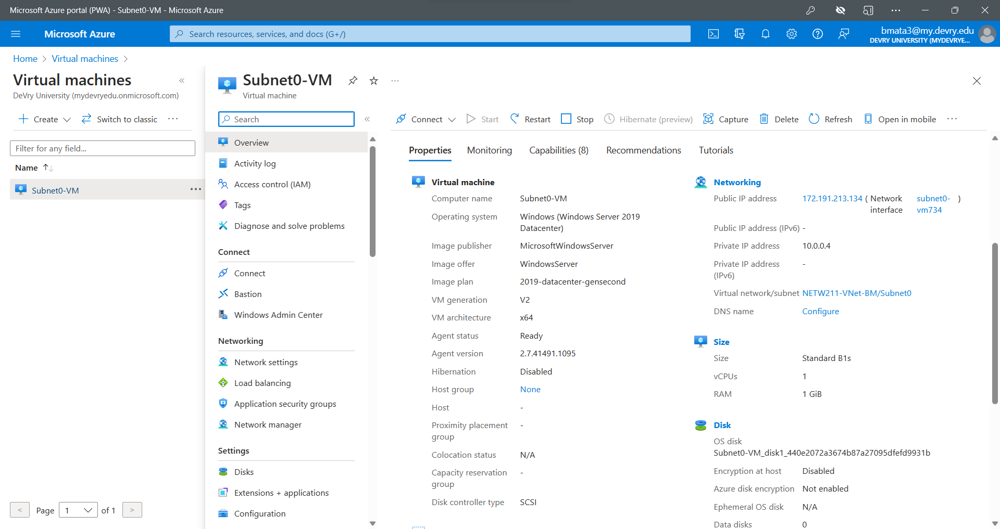 Microsoft Azure portal (PWA) - Subnet0-VM - Microsoft Azure
Microsoft Azure
Search resources, services, and docs (G+/)
bmata3@my.devry.edu
DEVRY UNIVERSITY (MYDEVRYE...
Home > Virtual machines >
Virtual machines
DeVry University (mydevryedu.onmicrosoft.com)
Create
Switch to classic
Filter for any field...
Name
Subnet0-VM
< Page 1 of 1 >
Subnet0-VM
Virtual machine
Search
Overview
Activity log
Access control (IAM)
Tags
Diagnose and solve problems
Connect
Connect
Bastion
Windows Admin Center
Networking
Network settings
Load balancing
Application security groups
Network manager
Settings
Disks
Extensions + applications
Configuration
Connect Start Restart Stop Hibernate (preview) Capture Delete Refresh Open in mobile
Properties Monitoring Capabilities (8) Recommendations Tutorials
Virtual machine
Computer name Subnet0-VM
Operating system Windows (Windows Server 2019
Datacenter)
Image publisher MicrosoftWindowsServer
Image offer WindowsServer
Image plan 2019-datacenter-gensecond
VM generation V2
VM architecture x64
Agent status Ready
Agent version 2.7.41491.1095
Hibernation Disabled
Host group None
Host -
Proximity placement -
group
Colocation status N/A
Capacity reservation -
group
Disk controller type SCSI
Networking
Public IP address 172.191.213.134 ( Network subnet0- )
interface vm734
Public IP address (IPv6) -
Private IP address 10.0.0.4
Private IP address -
(IPv6)
Virtual network/subnet NETW211-VNet-BM/Subnet0
DNS name Configure
Size
Size Standard B1s
vCPUs 1
RAM 1 GiB
Disk
OS disk
Subnet0-VM_disk1_440e2072a3674b87a27095dfefd9931b
Encryption at host Disabled
Azure disk encryption Not enabled
Ephemeral OS disk N/A
Data disks 0